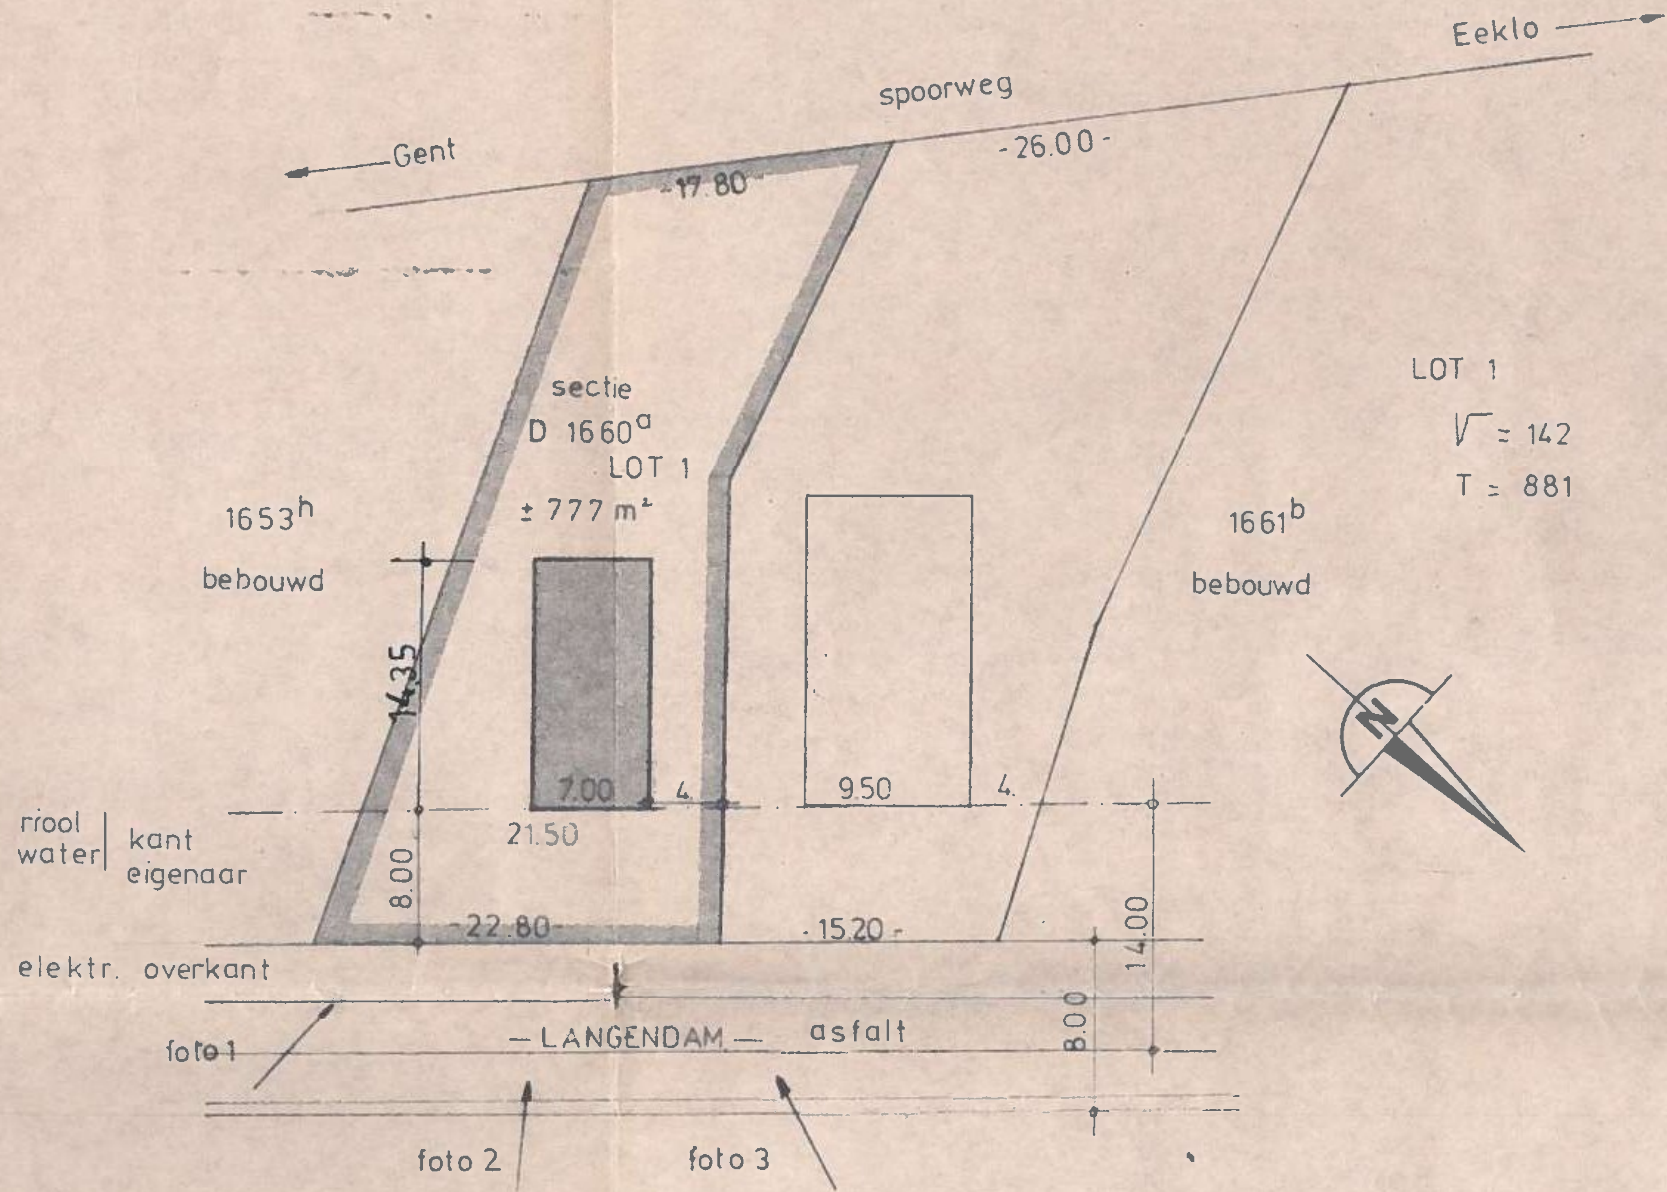 Eeklo
spoorweg
-26.00-
Gent
-17.80-
LOT 1
V = 142
T = 881
sectie
D 1660a
LOT 1
± 777 m²
1653h
bebouwd
1661b
bebouwd
14.35
N
7.00
4.
9.50
4.
21.50
riool
water
kant
eigenaar
8.00
-22.80-
-15.20-
14.00
elektr. overkant
8.00
—LANGENDAM—
asfalt
foto 1
foto 2
foto 3